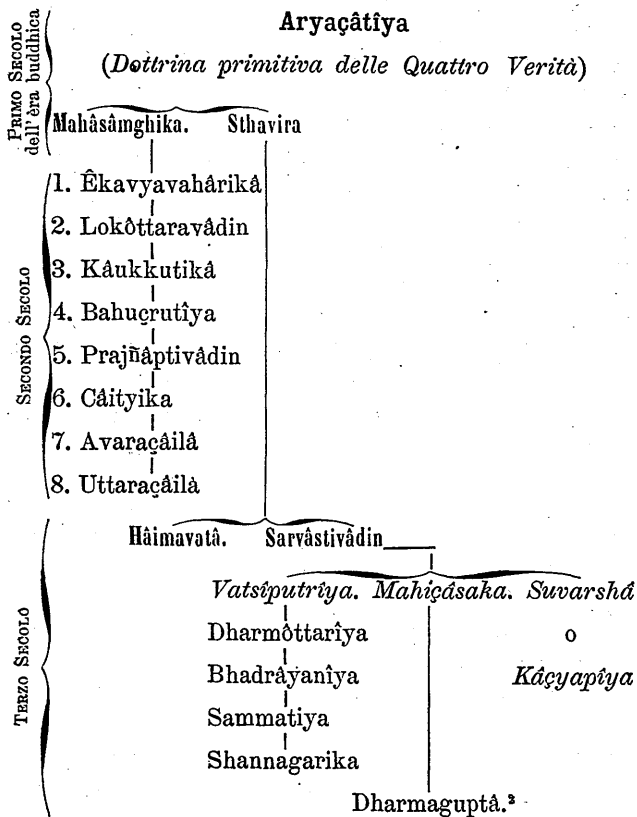 Aryaçâtîya
(Dottrina primitiva delle Quattro Verità)
PRIMO SECOLO
dell'èra buddhica
Mahâsâmghika. Sthavira
SECONDO SECOLO
1. Êkavyavahârikâ
2. Lokôttaravâdin
3. Kâukkutikâ
4. Bahuçrutîya
5. Prajñâptivâdin
6. Câityika
7. Avaraçâilâ
8. Uttaraçâilà
TERZO SECOLO
Hâimavatâ. Sarvâstivâdin
Vatsîputrîya. Mahiçâsaka. Suvarshâ
Dharmôttarîya o
Bhadrâyanîya Kâçyapîya
Sammatiya
Shannagarika
Dharmaguptâ.²